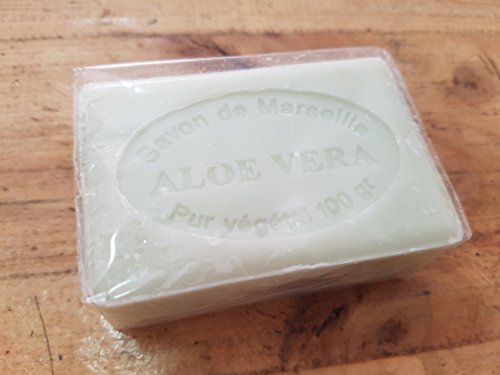 Savon de Marseille
ALOE VERA
Pur végétal 100 gr